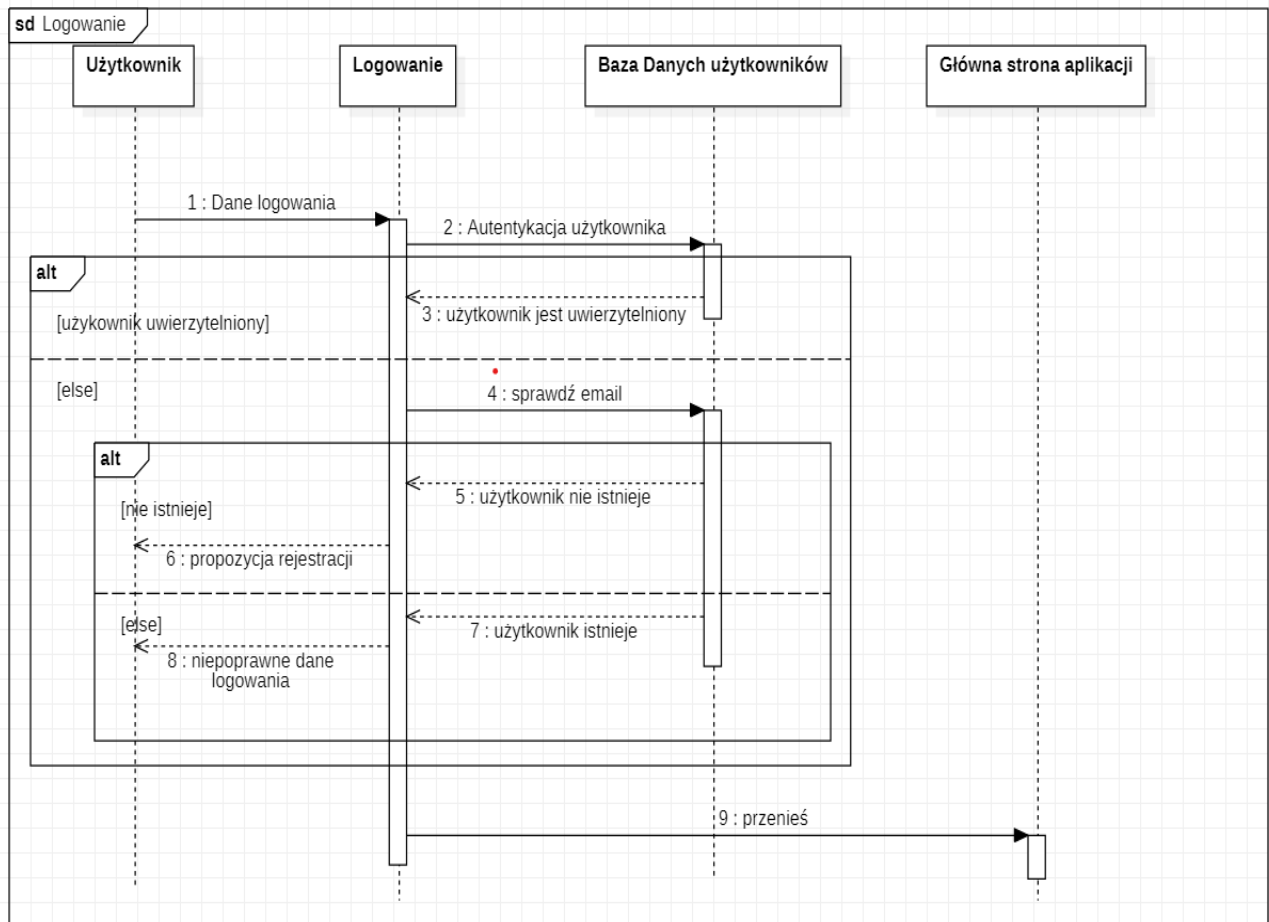 sd Logowanie
Użytkownik
Logowanie
Baza Danych użytkowników
Główna strona aplikacji
1 : Dane logowania
2 : Autentykacja użytkownika
alt
3 : użytkownik jest uwierzytelniony
[użykownik uwierzytelniony]
[else]
4 : sprawdź email
alt
5 : użytkownik nie istnieje
[nie istnieje]
6 : propozycja rejestracji
[else]
7 : użytkownik istnieje
8 : niepoprawne dane
logowania
9 : przenieś